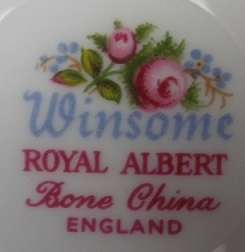 Winsome
ROYAL ALBERT
Bone China
ENGLAND